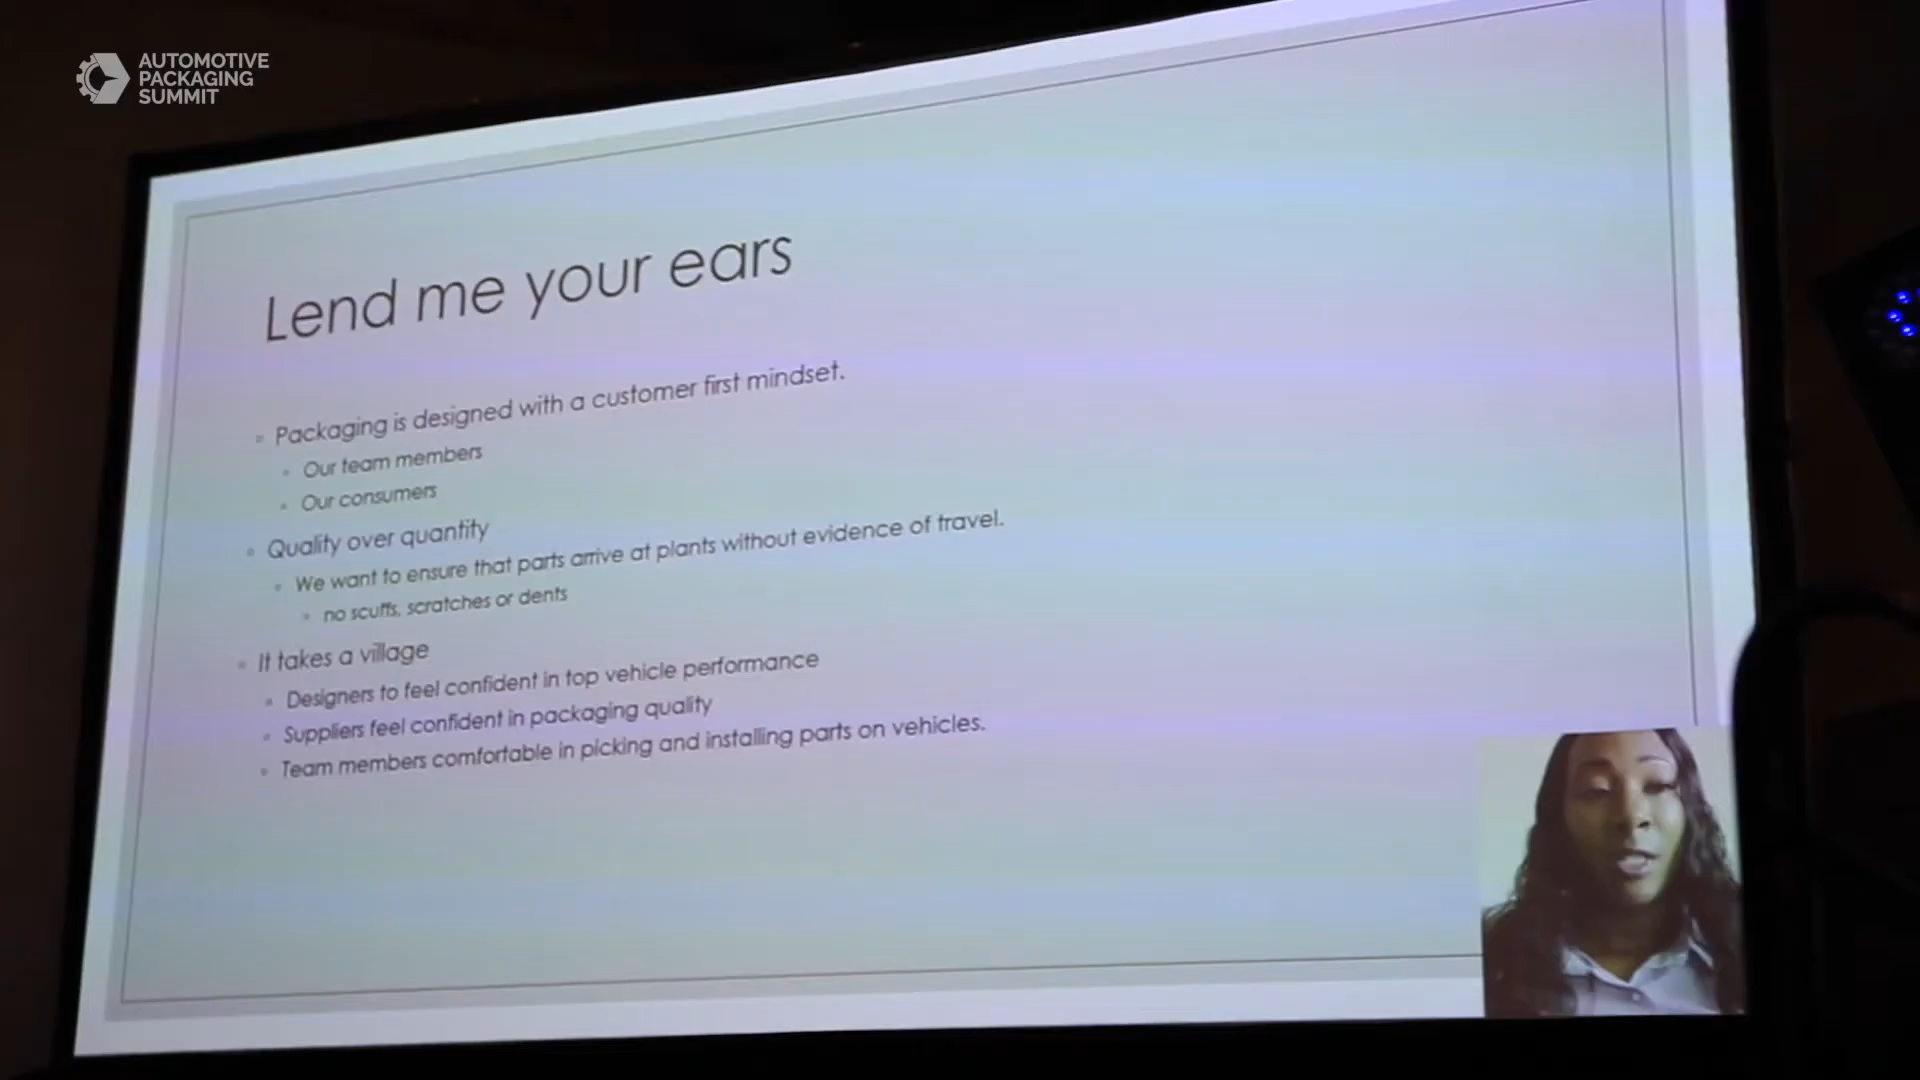 AUTOMOTIVE
PACKAGING
SUMMIT
Lend me your ears
Packaging is designed with a customer first mindset.
Our team members
Our consumers
Quality over quantity
We want to ensure that parts arrive at plants without evidence of travel.
no scuffs, scratches or dents
It takes a village
Designers to feel confident in top vehicle performance
Suppliers feel confident in packaging quality
Team members comfortable in picking and installing parts on vehicles.